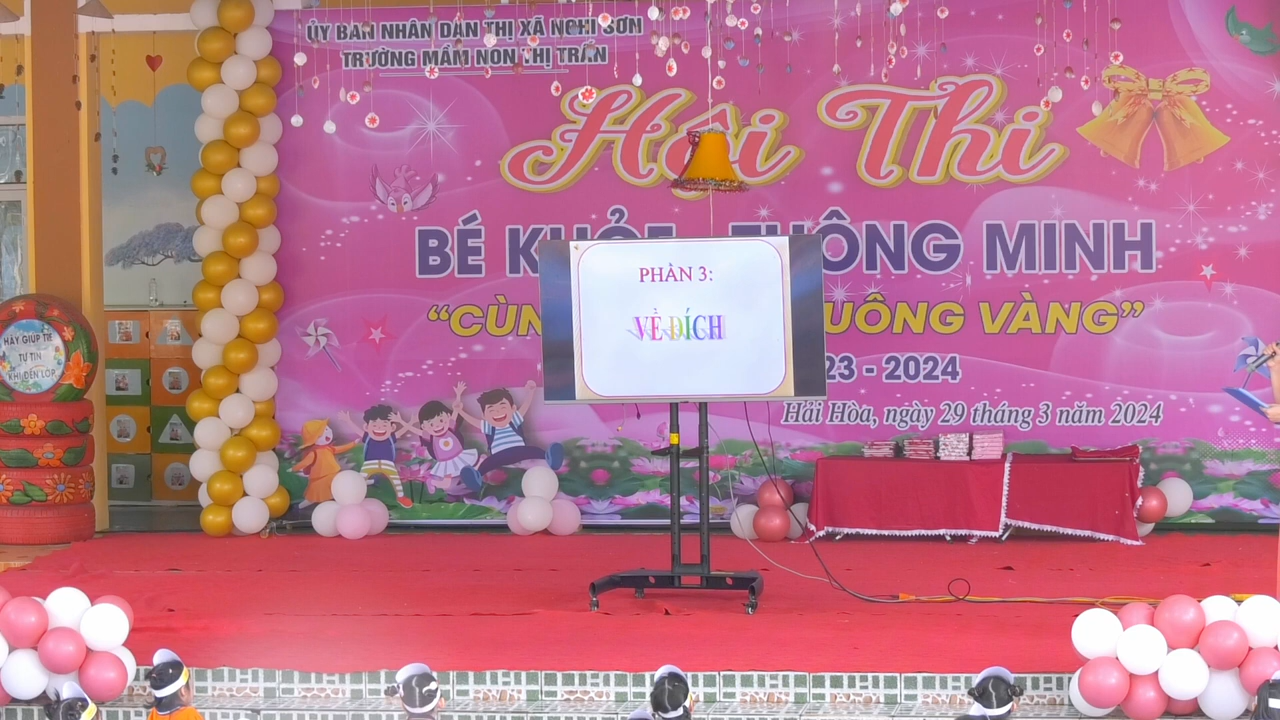 ỦY BAN NHÂN DÂN THỊ XÃ NGHI SƠN
TRƯỜNG MẦM NON THỊ TRẤN
Hội Thi
BÉ KHỎE - THÔNG MINH
“CÙN UÔNG VÀNG”
23 - 2024
Hải Hòa, ngày 29 tháng 3 năm 2024
PHẦN 3:
VỀ ĐÍCH
HÃY GIÚP TRẺ
TỰ TIN
KHI ĐẾN LỚP